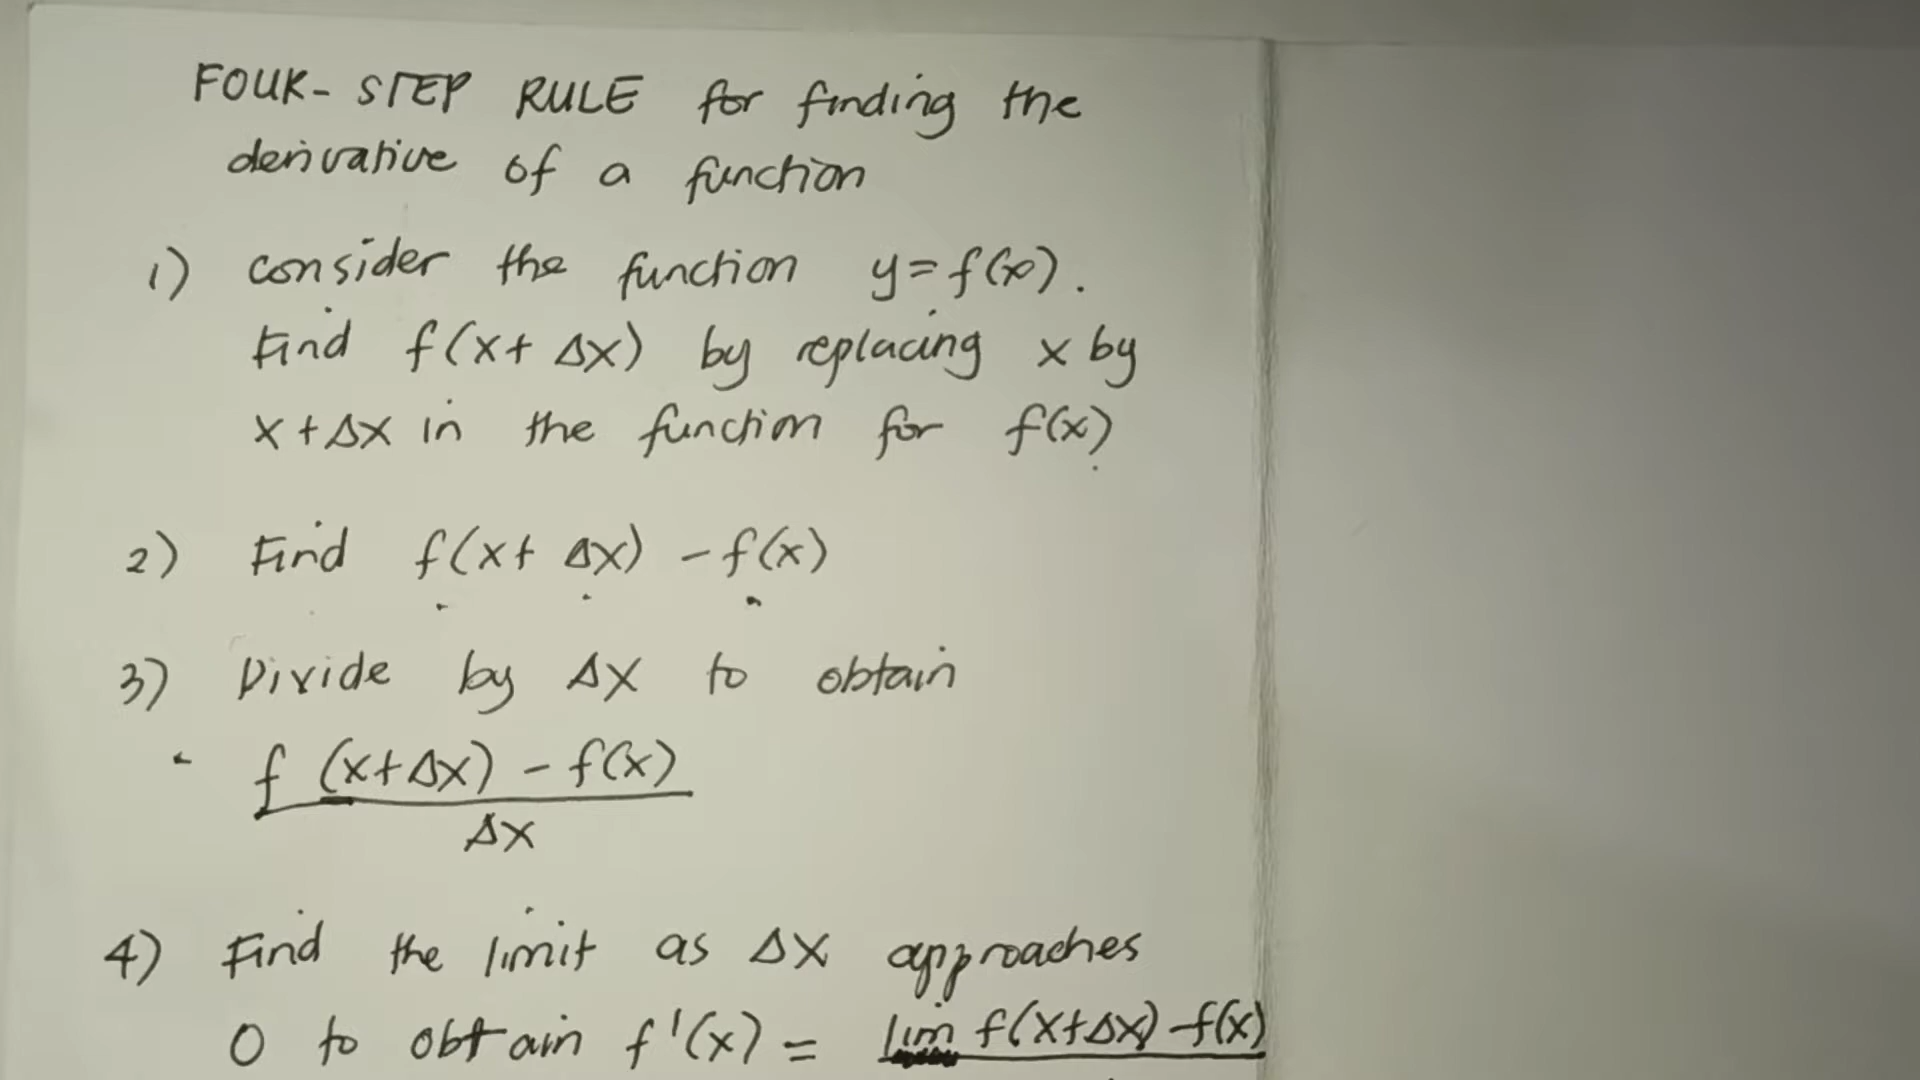 FOUR-STEP RULE for finding the
derivative of a function
1) consider the function y=f(x).
Find f(x+ Δx) by replacing x by
x+Δx in the function for f(x)
2) Find f(x+ Δx) -f(x)
3) Divide by Δx to obtain
f (x+Δx) - f(x)
Δx
4) Find the limit as Δx approaches
0 to obtain f'(x) = lim f(x+Δx)-f(x)